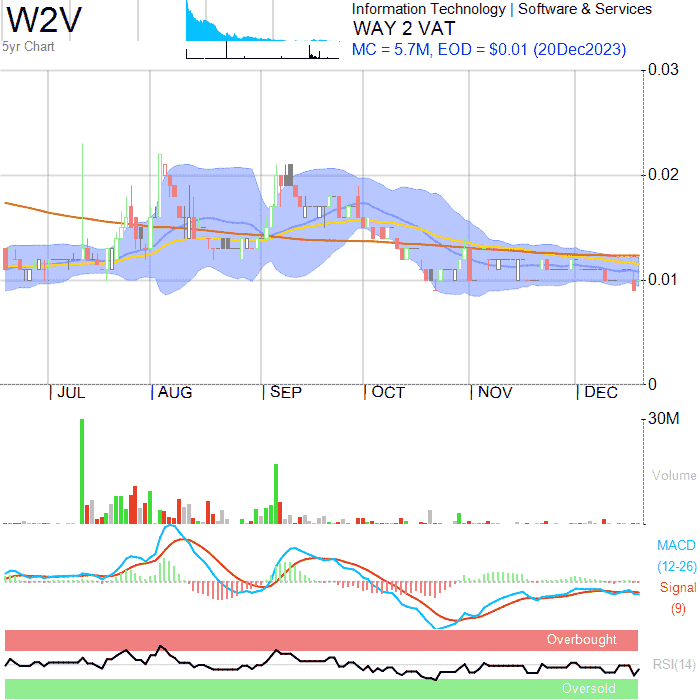 W2V
5yr Chart
Information Technology | Software & Services
WAY 2 VAT
MC = 5.7M, EOD = $0.01 (20Dec2023)
0.03
0.02
0.01
0
JUL AUG SEP OCT NOV DEC
30M
Volume
MACD
(12-26)
Signal
(9)
Overbought
RSI(14)
Oversold